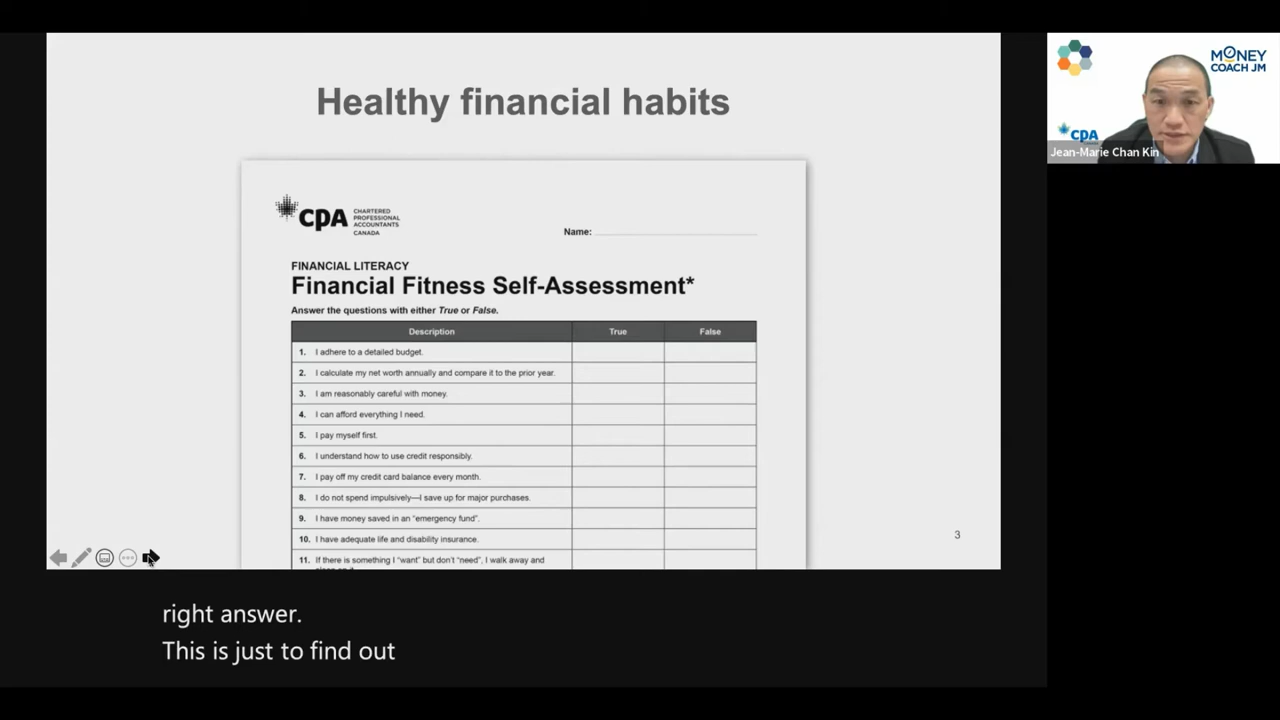 Healthy financial habits
cpa
CHARTERED
PROFESSIONAL
ACCOUNTANTS
CANADA
Name:
FINANCIAL LITERACY
Financial Fitness Self-Assessment*
Answer the questions with either True or False.
Description True False
1. I adhere to a detailed budget.
2. I calculate my net worth annually and compare it to the prior year.
3. I am reasonably careful with money.
4. I can afford everything I need.
5. I pay myself first.
6. I understand how to use credit responsibly.
7. I pay off my credit card balance every month.
8. I do not spend impulsively—I save up for major purchases.
9. I have money saved in an “emergency fund”.
10. I have adequate life and disability insurance.
11. If there is something I “want” but don’t “need”, I walk away and
3
MONEY
COACH JM
cpa
Jean-Marie Chan Kin
right answer.
This is just to find out